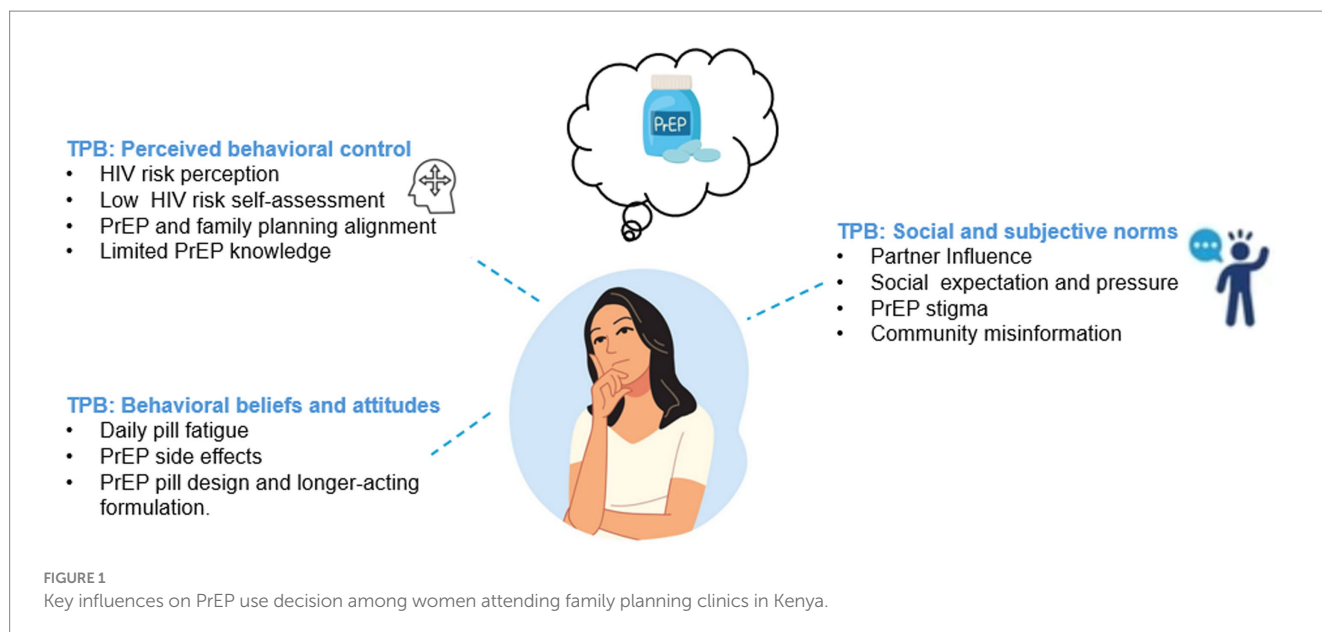 PrEP
TPB: Perceived behavioral control
• HIV risk perception
• Low HIV risk self-assessment
• PrEP and family planning alignment
• Limited PrEP knowledge
TPB: Social and subjective norms
• Partner Influence
• Social expectation and pressure
• PrEP stigma
• Community misinformation
TPB: Behavioral beliefs and attitudes
• Daily pill fatigue
• PrEP side effects
• PrEP pill design and longer-acting
formulation.
FIGURE 1
Key influences on PrEP use decision among women attending family planning clinics in Kenya.